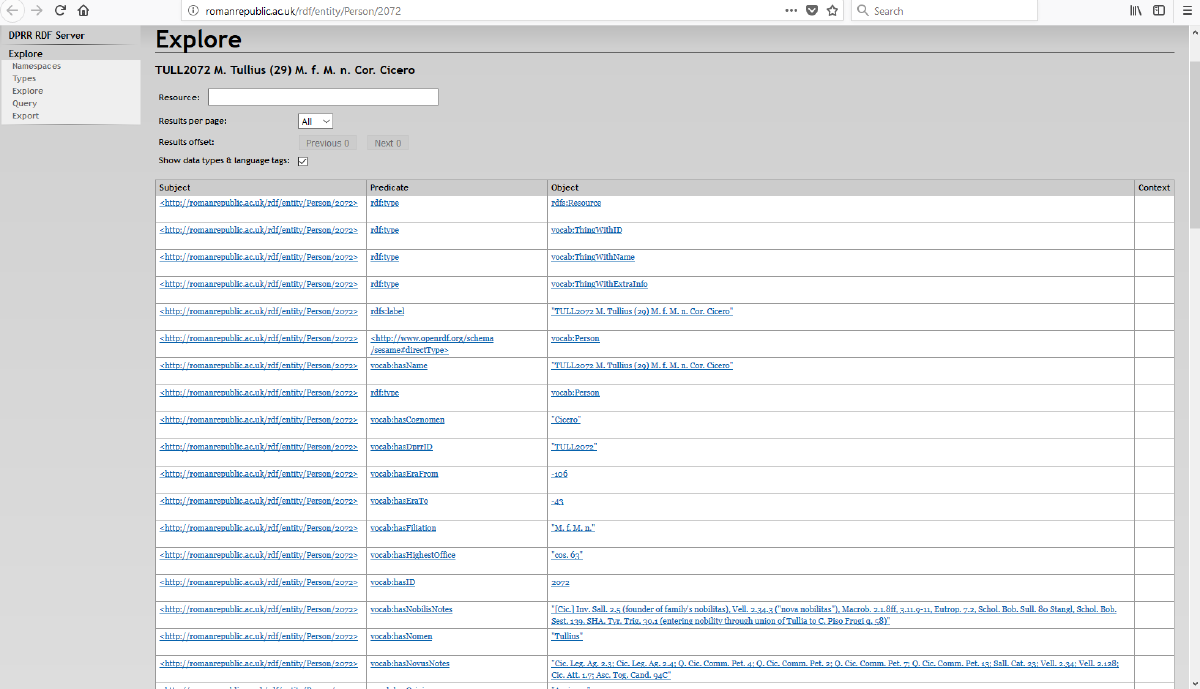 romanrepublic.ac.uk/rdf/entity/Person/2072
Search
DPRR RDF Server
Explore
Namespaces
Types
Explore
Query
Export
Explore
TULL2072 M. Tullius (29) M. f. M. n. Cor. Cicero
Resource:
Results per page: All
Results offset: Previous 0 Next 0
Show data types & language tags:
Subject Predicate Object Context
<http://romanrepublic.ac.uk/rdf/entity/Person/2072> rdf:type rdfs:Resource
<http://romanrepublic.ac.uk/rdf/entity/Person/2072> rdf:type vocab:ThingWithID
<http://romanrepublic.ac.uk/rdf/entity/Person/2072> rdf:type vocab:ThingWithName
<http://romanrepublic.ac.uk/rdf/entity/Person/2072> rdf:type vocab:ThingWithExtraInfo
<http://romanrepublic.ac.uk/rdf/entity/Person/2072> rdfs:label "TULL2072 M. Tullius (29) M. f. M. n. Cor. Cicero"
<http://romanrepublic.ac.uk/rdf/entity/Person/2072> <http://www.openrdf.org/schema
/sesame#directType> vocab:Person
<http://romanrepublic.ac.uk/rdf/entity/Person/2072> vocab:hasName "TULL2072 M. Tullius (29) M. f. M. n. Cor. Cicero"
<http://romanrepublic.ac.uk/rdf/entity/Person/2072> rdf:type vocab:Person
<http://romanrepublic.ac.uk/rdf/entity/Person/2072> vocab:hasCognomen "Cicero"
<http://romanrepublic.ac.uk/rdf/entity/Person/2072> vocab:hasDprrID "TULL2072"
<http://romanrepublic.ac.uk/rdf/entity/Person/2072> vocab:hasEraFrom -106
<http://romanrepublic.ac.uk/rdf/entity/Person/2072> vocab:hasEraTo -43
<http://romanrepublic.ac.uk/rdf/entity/Person/2072> vocab:hasFiliation "M. f. M. n."
<http://romanrepublic.ac.uk/rdf/entity/Person/2072> vocab:hasHighestOffice "cos. 63"
<http://romanrepublic.ac.uk/rdf/entity/Person/2072> vocab:hasID 2072
<http://romanrepublic.ac.uk/rdf/entity/Person/2072> vocab:hasNobilisNotes "[Cic.] Inv. Sall. 2.5 (founder of family's nobilitas), Vell. 2.34.3 ("nova nobilitas"), Macrob. 2.1.8ff, 3.11.9-11, Eutrop. 7.2, Schol. Bob. Sull. 80 Stangl, Schol. Bob.
Sest. 139, SHA, Tyr. Trig. 30.1 (entering nobility through union of Tullia to C. Piso Frugi q. 58)"
<http://romanrepublic.ac.uk/rdf/entity/Person/2072> vocab:hasNomen "Tullius"
<http://romanrepublic.ac.uk/rdf/entity/Person/2072> vocab:hasNovusNotes "Cic. Leg. Ag. 2.3; Cic. Leg. Ag. 2.4; Q. Cic. Comm. Pet. 4; Q. Cic. Comm. Pet. 2; Q. Cic. Comm. Pet. 7; Q. Cic. Comm. Pet. 13; Sall. Cat. 23; Vell. 2.34; Vell. 2.128;
Cic. Att. 1.7; Asc. Tog. Cand. 94C"